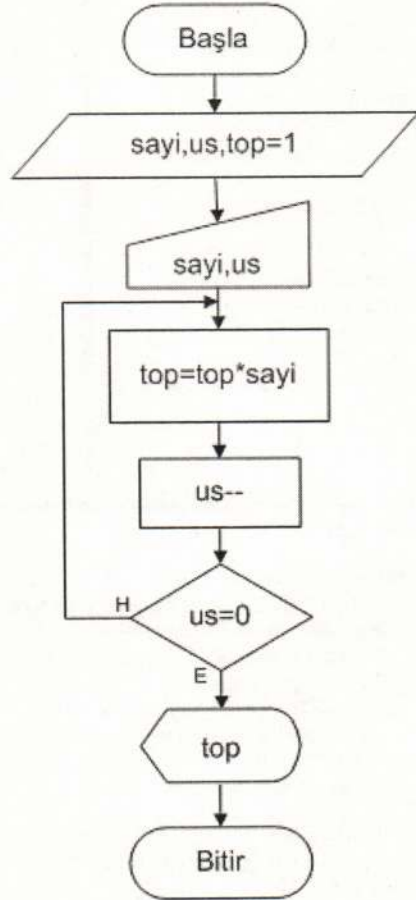 Başla
sayi,us,top=1
sayi,us
top=top*sayi
us--
us=0
H
E
top
Bitir